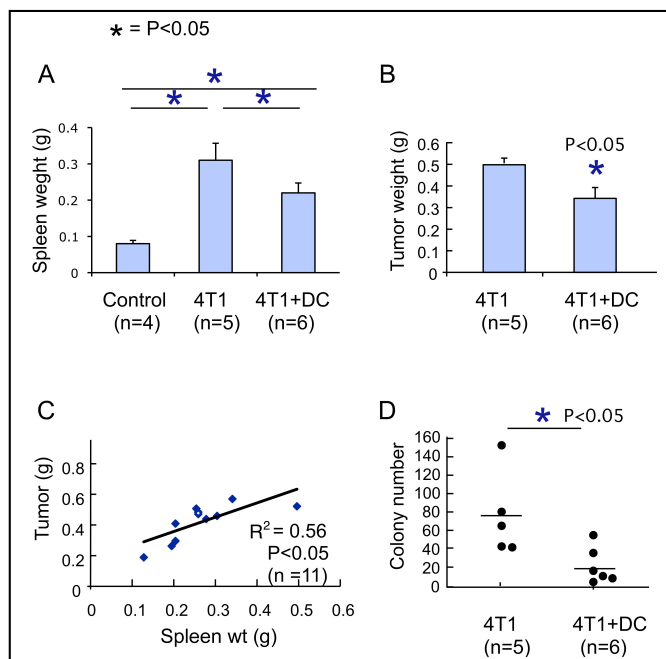 * = P<0.05
A
*
* *
Spleen weght (g)
0.4
0.3
0.2
0.1
0
Control 4T1 4T1+DC
(n=4) (n=5) (n=6)
B
P<0.05
*
Tumor weight (g)
0.6
0.5
0.4
0.3
0.2
0.1
0
4T1 4T1+DC
(n=5) (n=6)
C
Tumor (g)
0.8
0.6
0.4
0.2
0
R2 = 0.56
P<0.05
(n =11)
0 0.1 0.2 0.3 0.4 0.5 0.6
Spleen wt (g)
D
* P<0.05
Colony number
160
140
120
100
80
60
40
20
0
4T1 4T1+DC
(n=5) (n=6)